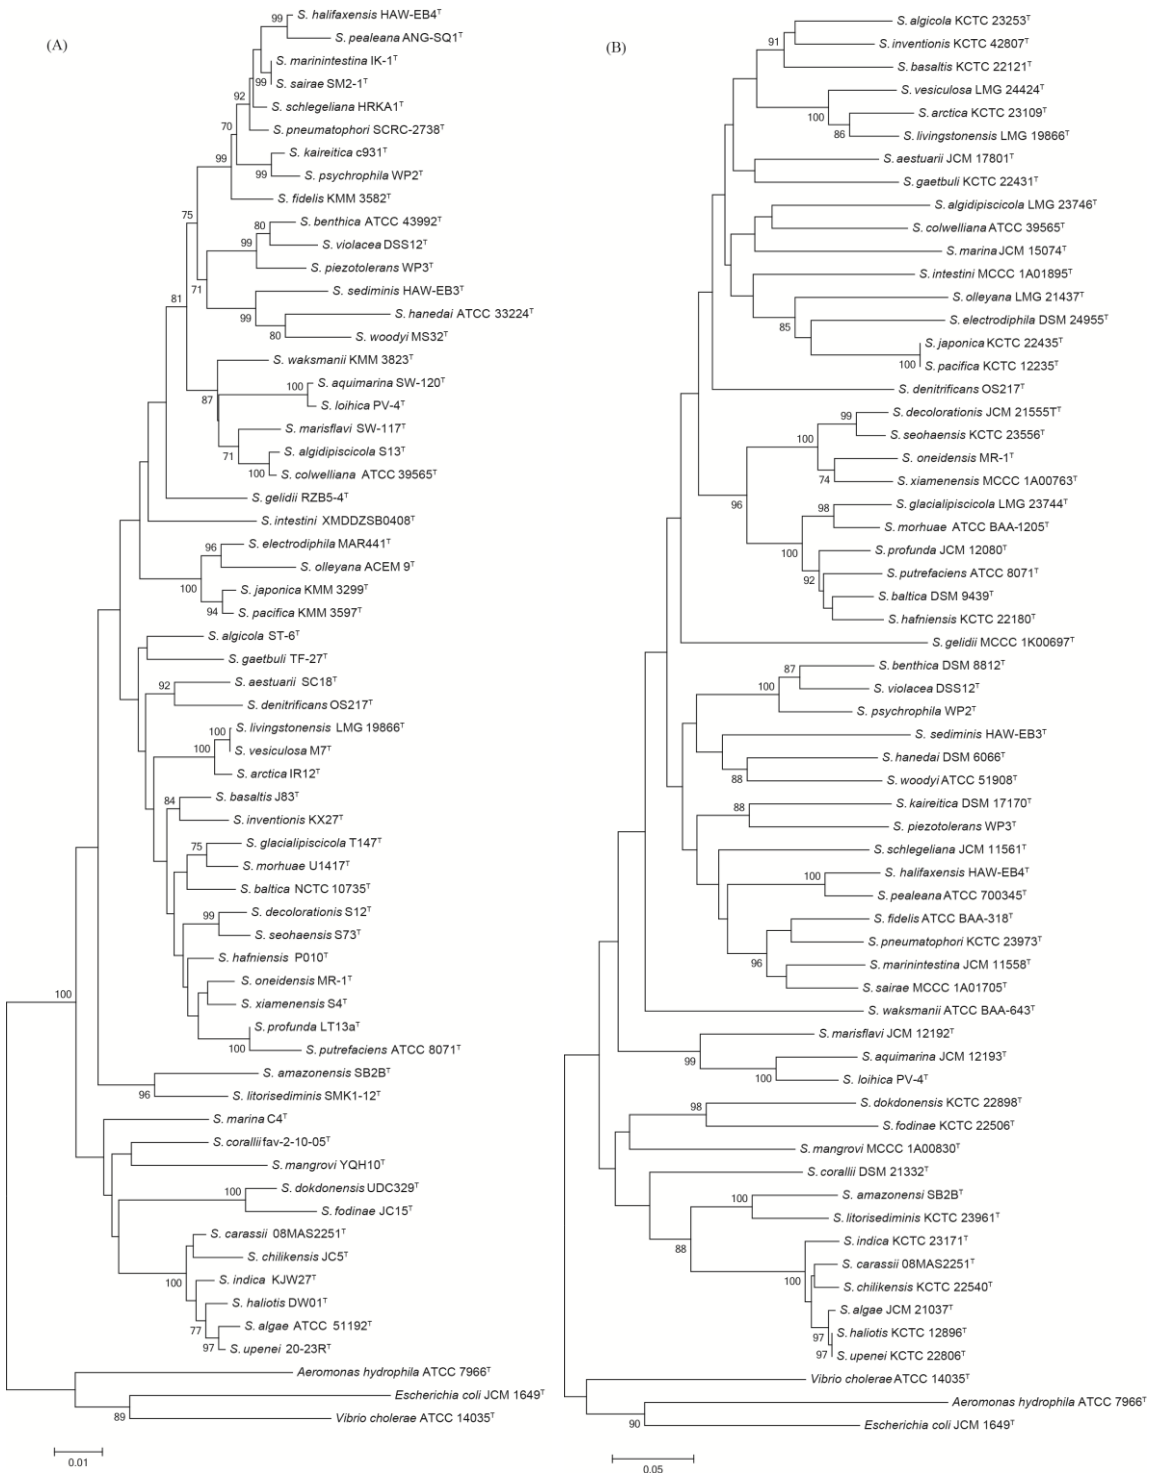 (A)
S. halifaxensis HAW-EB4ᵀ
99
S. pealeana ANG-SQ1ᵀ
S. marinintestina IK-1ᵀ
99
S. sairae SM2-1ᵀ
92
S. schlegeliana HRKA1ᵀ
70
S. pneumatophori SCRC-2738ᵀ
99
S. kaireitica c931ᵀ
99
S. psychrophila WP2ᵀ
S. fidelis KMM 3582ᵀ
75
S. benthica ATCC 43992ᵀ
80
99
S. violacea DSS12ᵀ
S. piezotolerans WP3ᵀ
71
S. sediminis HAW-EB3ᵀ
81
99
S. hanedai ATCC 33224ᵀ
80
S. woodyi MS32ᵀ
S. waksmanii KMM 3823ᵀ
100
S. aquimarina SW-120ᵀ
87
S. loihica PV-4ᵀ
S. marisflavi SW-117ᵀ
71
S. algidipiscicola S13ᵀ
100
S. colwelliana ATCC 39565ᵀ
S. gelidii RZB5-4ᵀ
S. intestini XMDDZSB0408ᵀ
96
S. electrodiphila MAR441ᵀ
S. olleyana ACEM 9ᵀ
100
S. japonica KMM 3299ᵀ
94
S. pacifica KMM 3597ᵀ
S. algicola ST-6ᵀ
S. gaetbuli TF-27ᵀ
92
S. aestuarii SC18ᵀ
S. denitrificans OS217ᵀ
100
S. livingstonensis LMG 19866ᵀ
100
S. vesiculosa M7ᵀ
S. arctica IR12ᵀ
84
S. basaltis J83ᵀ
S. inventionis KX27ᵀ
75
S. glacialipiscicola T147ᵀ
S. morhuae U1417ᵀ
S. baltica NCTC 10735ᵀ
99
S. decolorationis S12ᵀ
S. seohaensis S73ᵀ
S. hafniensis P010ᵀ
S. oneidensis MR-1ᵀ
S. xiamenensis S4ᵀ
S. profunda LT13aᵀ
100
S. putrefaciens ATCC 8071ᵀ
100
S. amazonensis SB2Bᵀ
96
S. litorisediminis SMK1-12ᵀ
S. marina C4ᵀ
S. corallii fav-2-10-05ᵀ
S. mangrovi YQH10ᵀ
100
S. dokdonensis UDC329ᵀ
S. fodinae JC15ᵀ
S. carassii 08MAS2251ᵀ
S. chilikensis JC5ᵀ
100
S. indica KJW27ᵀ
S. haliotis DW01ᵀ
77
S. algae ATCC 51192ᵀ
97
S. upenei 20-23Rᵀ
Aeromonas hydrophila ATCC 7966ᵀ
Escherichia coli JCM 1649ᵀ
89
Vibrio cholerae ATCC 14035ᵀ
0.01
(B)
S. algicola KCTC 23253ᵀ
91
S. inventionis KCTC 42807ᵀ
S. basaltis KCTC 22121ᵀ
S. vesiculosa LMG 24424ᵀ
100
S. arctica KCTC 23109ᵀ
86
S. livingstonensis LMG 19866ᵀ
S. aestuarii JCM 17801ᵀ
S. gaetbuli KCTC 22431ᵀ
S. algidipiscicola LMG 23746ᵀ
S. colwelliana ATCC 39565ᵀ
S. marina JCM 15074ᵀ
S. intestini MCCC 1A01895ᵀ
S. olleyana LMG 21437ᵀ
85
S. electrodiphila DSM 24955ᵀ
S. japonica KCTC 22435ᵀ
100
S. pacifica KCTC 12235ᵀ
S. denitrificans OS217ᵀ
99
S. decolorationis JCM 21555Tᵀ
100
S. seohaensis KCTC 23556ᵀ
S. oneidensis MR-1ᵀ
74
S. xiamenensis MCCC 1A00763ᵀ
96
98
S. glacialipiscicola LMG 23744ᵀ
S. morhuae ATCC BAA-1205ᵀ
100
S. profunda JCM 12080ᵀ
92
S. putrefaciens ATCC 8071ᵀ
S. baltica DSM 9439ᵀ
S. hafniensis KCTC 22180ᵀ
S. gelidii MCCC 1K00697ᵀ
87
S. benthica DSM 8812ᵀ
100
S. violacea DSS12ᵀ
S. psychrophila WP2ᵀ
S. sediminis HAW-EB3ᵀ
S. hanedai DSM 6066ᵀ
88
S. woodyi ATCC 51908ᵀ
88
S. kaireitica DSM 17170ᵀ
S. piezotolerans WP3ᵀ
S. schlegeliana JCM 11561ᵀ
100
S. halifaxensis HAW-EB4ᵀ
S. pealeana ATCC 700345ᵀ
S. fidelis ATCC BAA-318ᵀ
S. pneumatophori KCTC 23973ᵀ
96
S. marinintestina JCM 11558ᵀ
S. sairae MCCC 1A01705ᵀ
S. waksmanii ATCC BAA-643ᵀ
S. marisflavi JCM 12192ᵀ
99
S. aquimarina JCM 12193ᵀ
100
S. loihica PV-4ᵀ
98
S. dokdonensis KCTC 22898ᵀ
S. fodinae KCTC 22506ᵀ
S. mangrovi MCCC 1A00830ᵀ
S. corallii DSM 21332ᵀ
100
S. amazonensi SB2Bᵀ
S. litorisediminis KCTC 23961ᵀ
88
S. indica KCTC 23171ᵀ
S. carassii 08MAS2251ᵀ
100
S. chilikensis KCTC 22540ᵀ
S. algae JCM 21037ᵀ
97
S. haliotis KCTC 12896ᵀ
97
S. upenei KCTC 22806ᵀ
Vibrio cholerae ATCC 14035ᵀ
Aeromonas hydrophila ATCC 7966ᵀ
90
Escherichia coli JCM 1649ᵀ
0.05